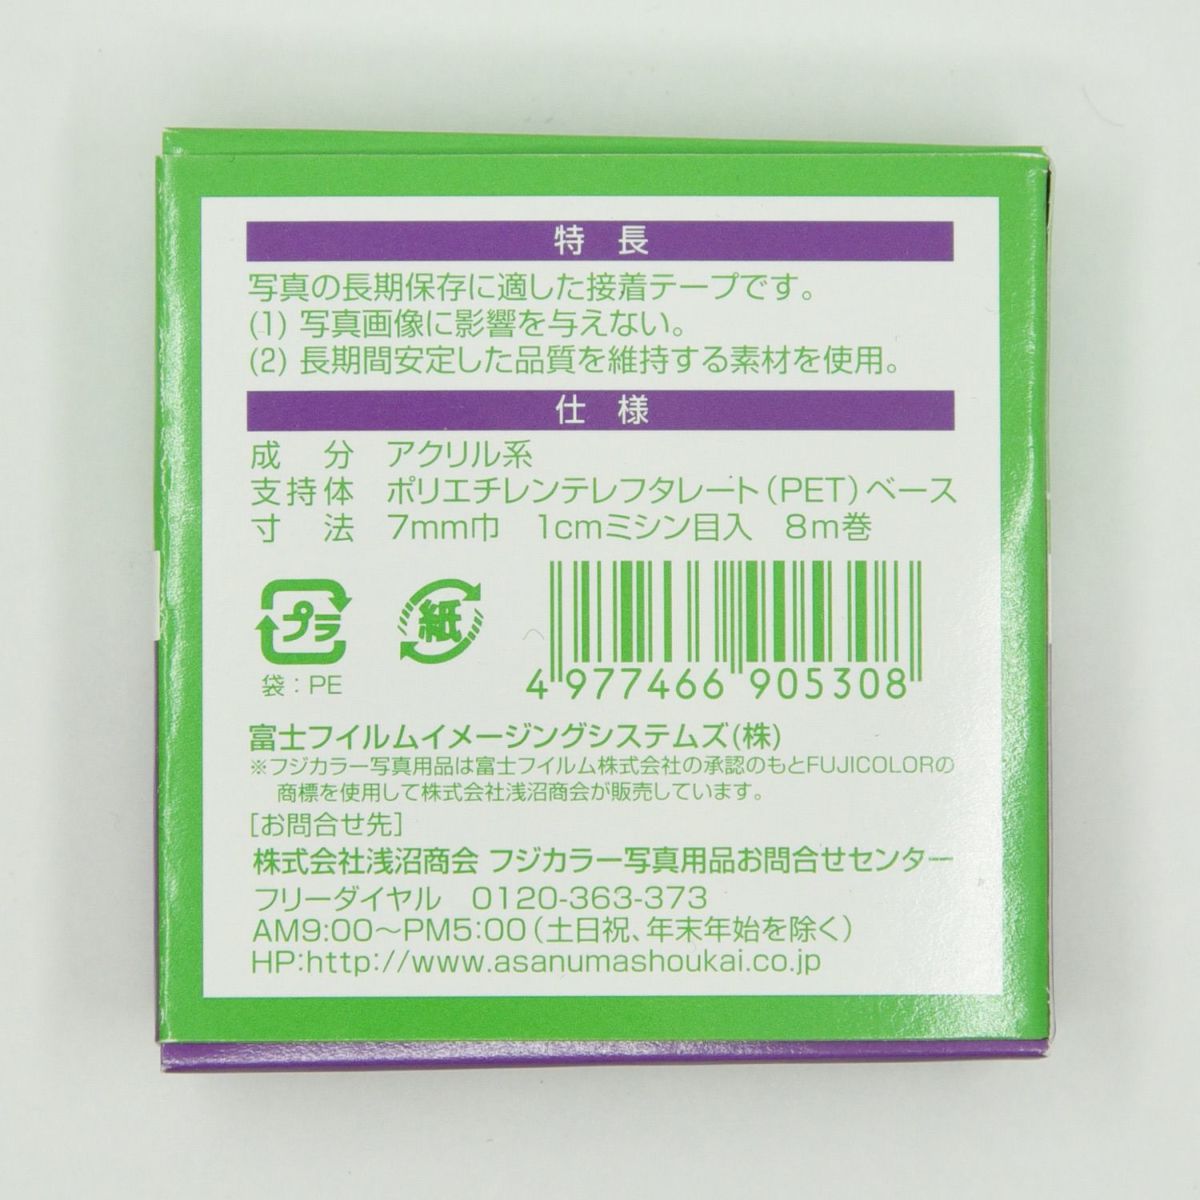 特 長
写真の長期保存に適した接着テープです。
(1) 写真画像に影響を与えない。
(2) 長期間安定した品質を維持する素材を使用。
仕 様
成 分 アクリル系
支持体 ポリエチレンテレフタレート(PET)ベース
寸 法 7mm巾 1cmミシン目入 8m巻
プラ
紙
袋:PE
4 977466 905308
富士フイルムイメージングシステムズ(株)
※フジカラー写真用品は富士フイルム株式会社の承認のもとFUJICOLORの
商標を使用して株式会社浅沼商会が販売しています。
[お問合せ先]
株式会社浅沼商会 フジカラー写真用品お問合せセンター
フリーダイヤル 0120-363-373
AM9:00〜PM5:00(土日祝、年末年始を除く)
HP:http://www.asanumashoukai.co.jp